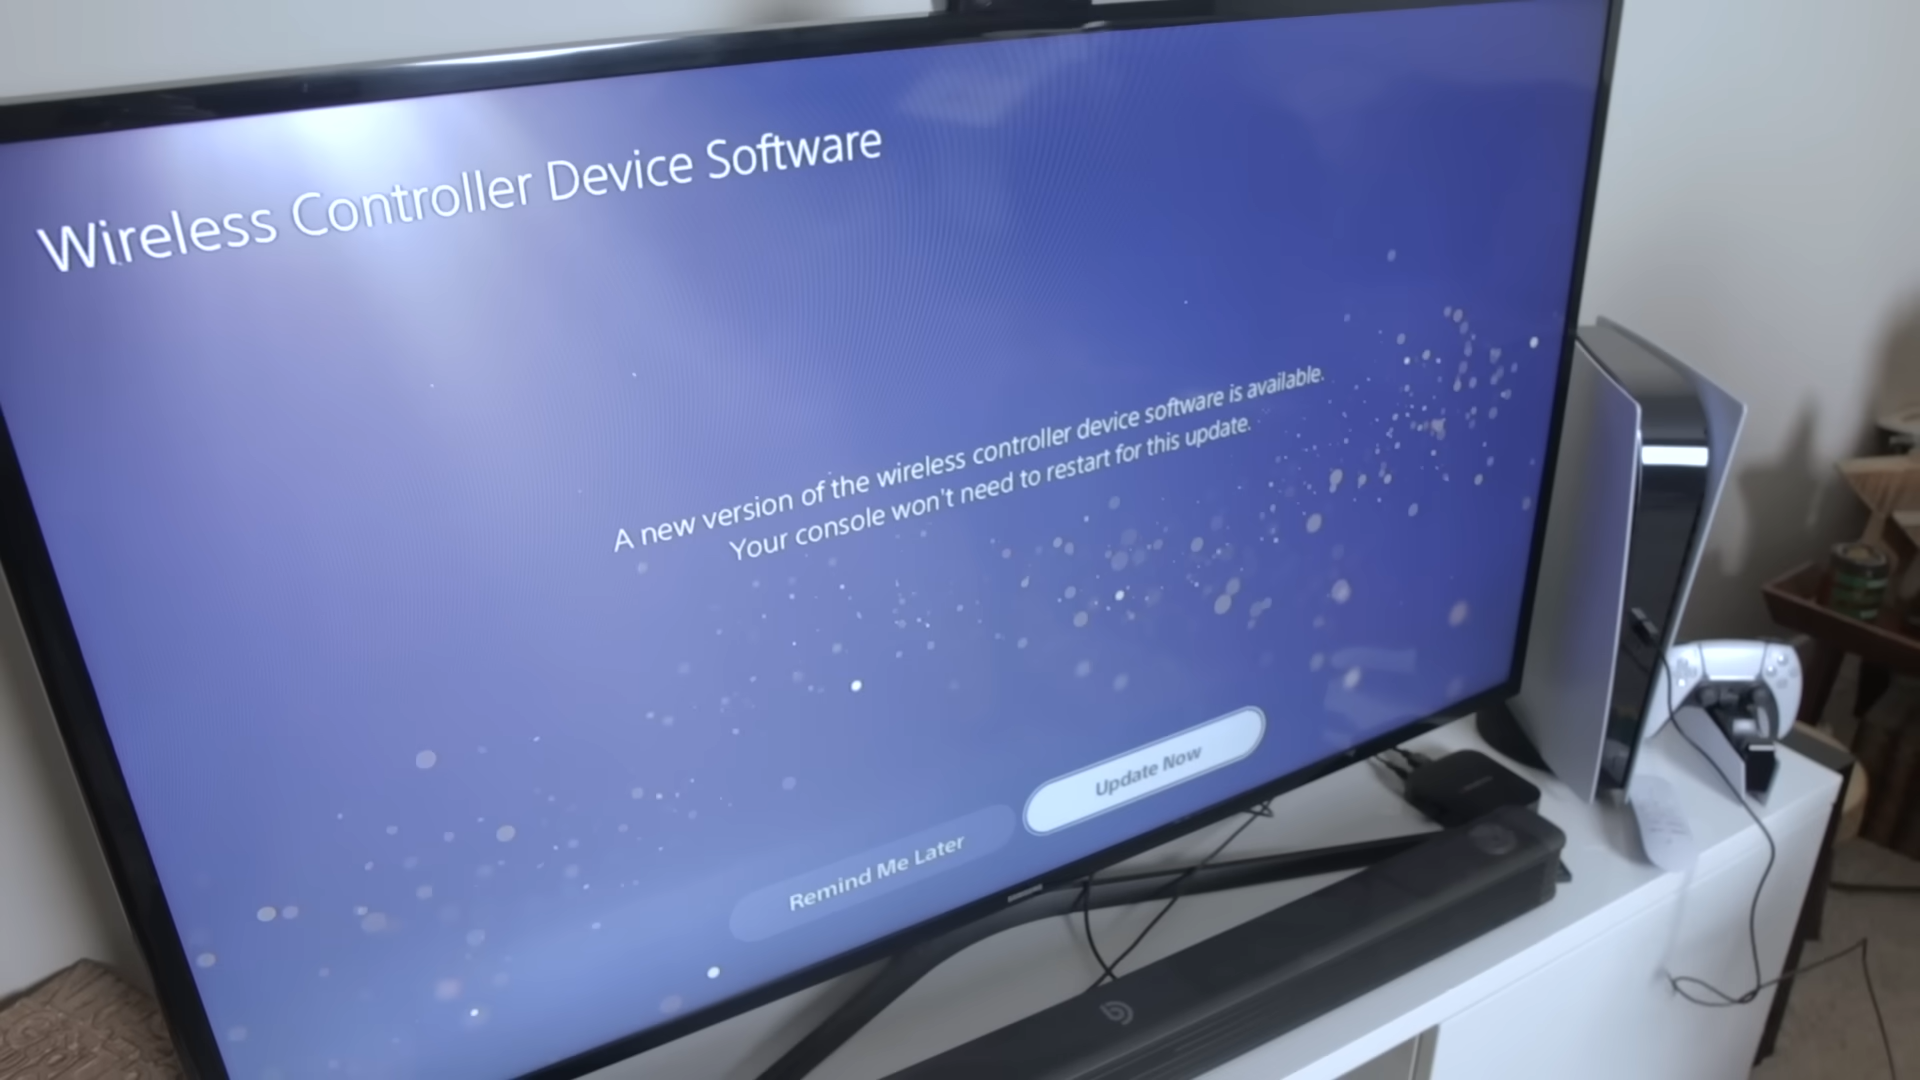 Wireless Controller Device Software
A new version of the wireless controller device software is available.
Your console won't need to restart for this update.
Update Now
Remind Me Later